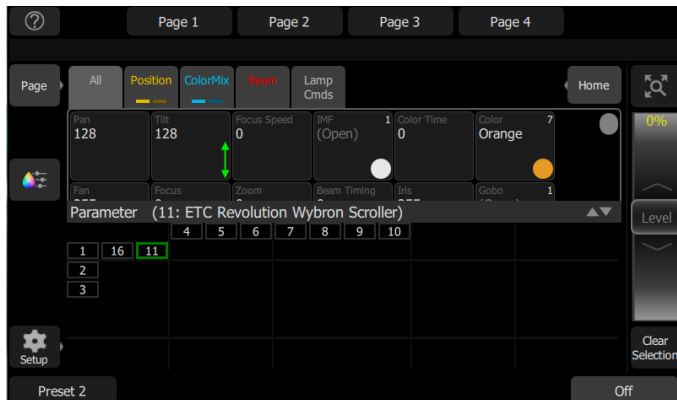 ?
Page 1
Page 2
Page 3
Page 4
Page
All
Position
ColorMix
Beam
Lamp
Cmds
Home
Pan
128
Tilt
128
Focus Speed
0
IMF
1
(Open)
Color Time
0
Color
7
Orange
0%
Fan
255
Focus
Zoom
Beam Timing
Iris
255
Gobo
1
(Open)
Parameter (11: ETC Revolution Wybron Scroller)
Level
4 5 6 7 8 9 10
1 16 11
2
3
Setup
Clear
Selection
Preset 2
Off